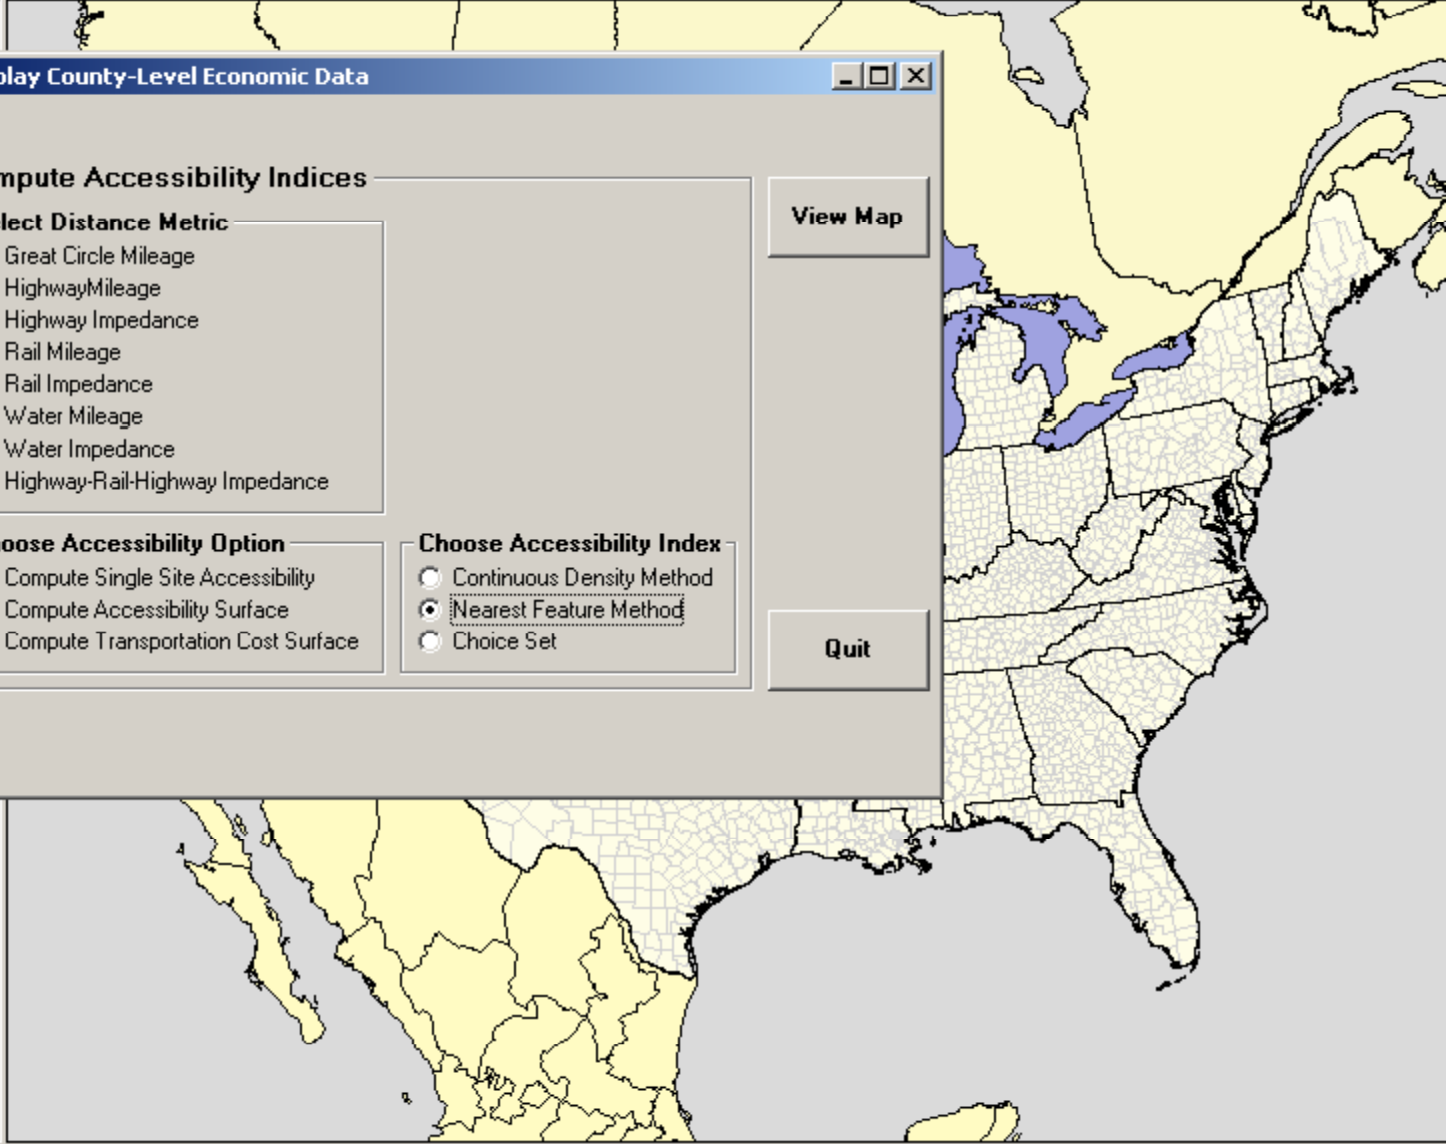 play County-Level Economic Data
mpute Accessibility Indices
lect Distance Metric
Great Circle Mileage
HighwayMileage
Highway Impedance
Rail Mileage
Rail Impedance
Water Mileage
Water Impedance
Highway-Rail-Highway Impedance
oose Accessibility Option
Compute Single Site Accessibility
Compute Accessibility Surface
Compute Transportation Cost Surface
Choose Accessibility Index
Continuous Density Method
Nearest Feature Method
Choice Set
View Map
Quit